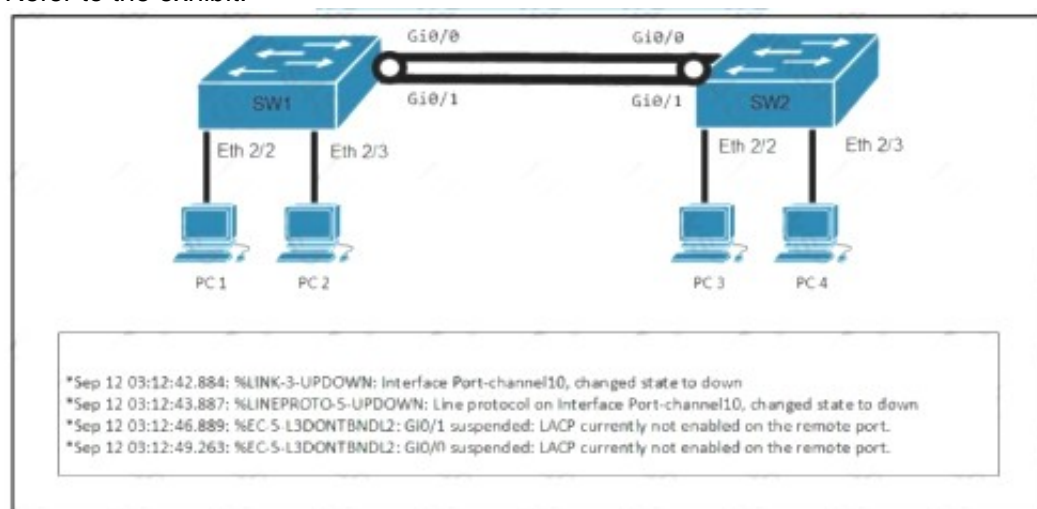 Refer to the exhibit.
Gi0/0 Gi0/0
SW1 SW2
Gi0/1 Gi0/1
Eth 2/2 Eth 2/3 Eth 2/2 Eth 2/3
PC 1 PC 2 PC 3 PC 4
*Sep 12 03:12:42.884: %LINK-3-UPDOWN: Interface Port-channel10, changed state to down
*Sep 12 03:12:43.887: %LINEPROTO-5-UPDOWN: Line protocol on Interface Port-channel10, changed state to down
*Sep 12 03:12:46.889: %EC-5-L3DONTBNDL2: Gi0/1 suspended: LACP currently not enabled on the remote port.
*Sep 12 03:12:49.263: %EC-5-L3DONTBNDL2: Gi0/0 suspended: LACP currently not enabled on the remote port.